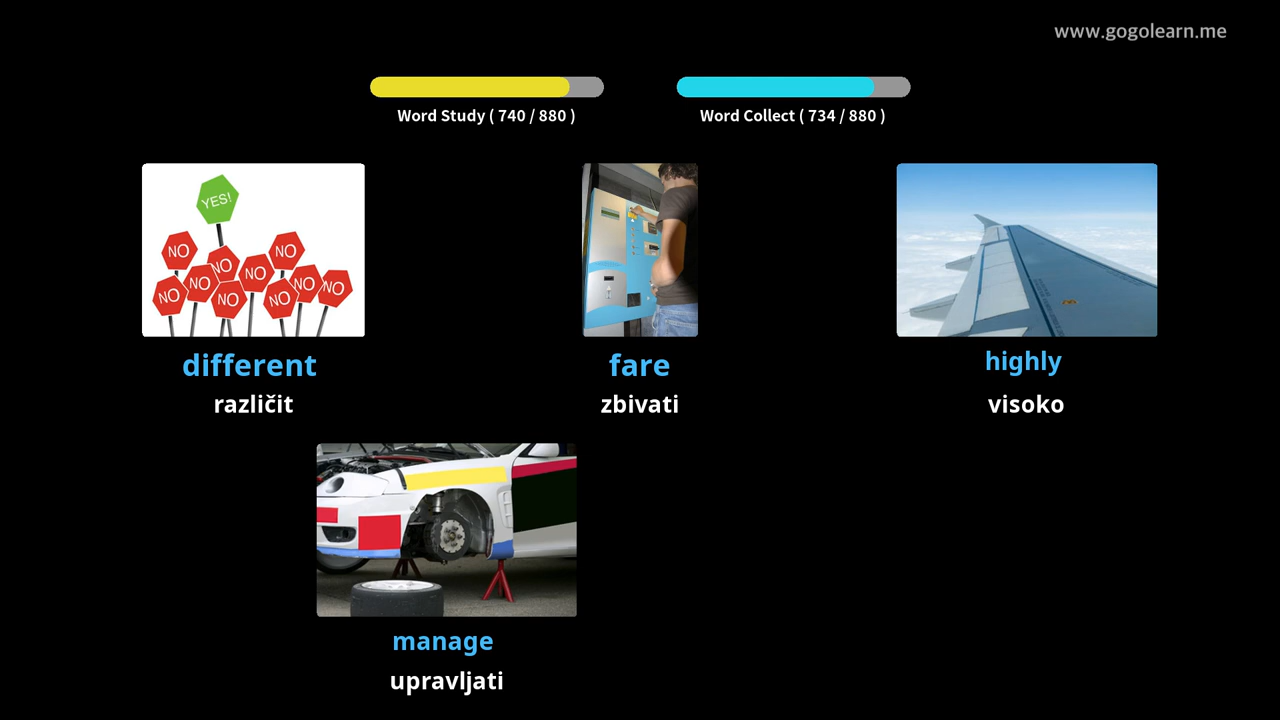 www.gogolearn.me
Word Study ( 740 / 880 )
Word Collect ( 734 / 880 )
YES!
NO
NO
NO
NO
NO
NO
NO
NO
NO
NO
different
fare
highly
različit
zbivati
visoko
manage
upravljati